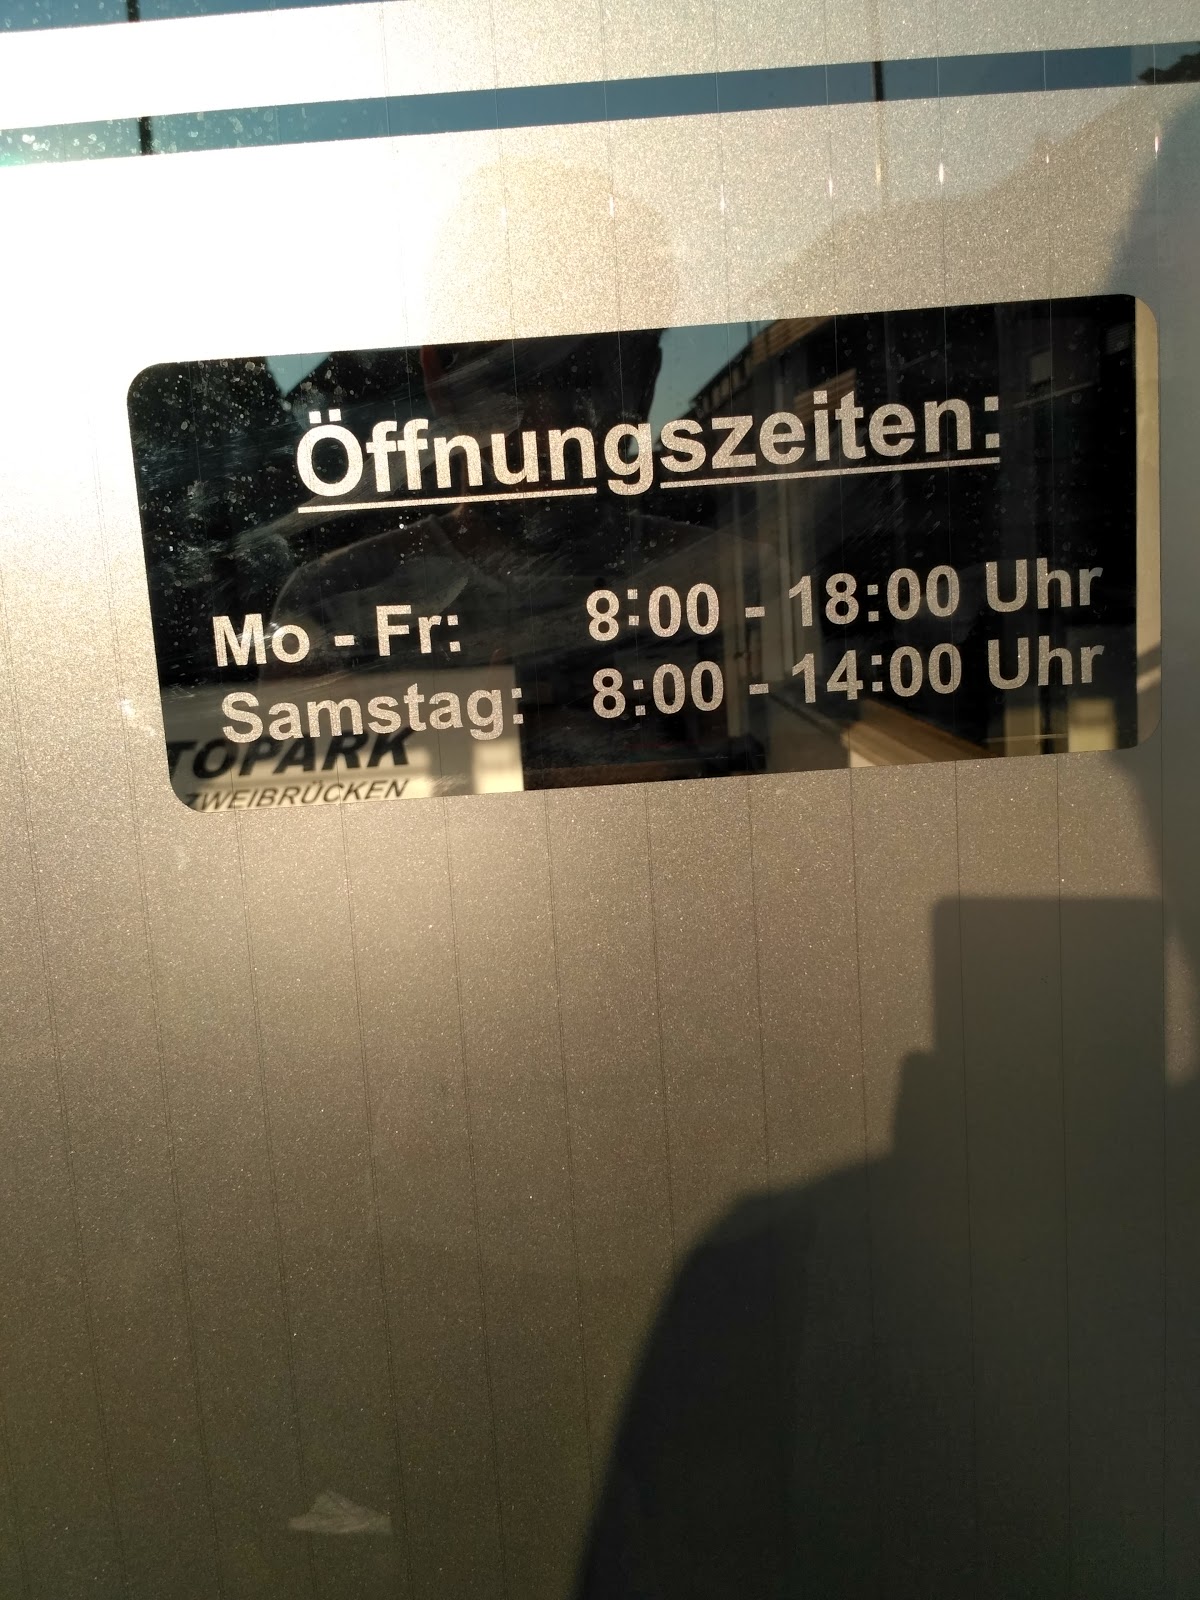 Öffnungszeiten:
Mo - Fr: 8:00 - 18:00 Uhr
Samstag: 8:00 - 14:00 Uhr
TOPARK
ZWEIBRÜCKEN